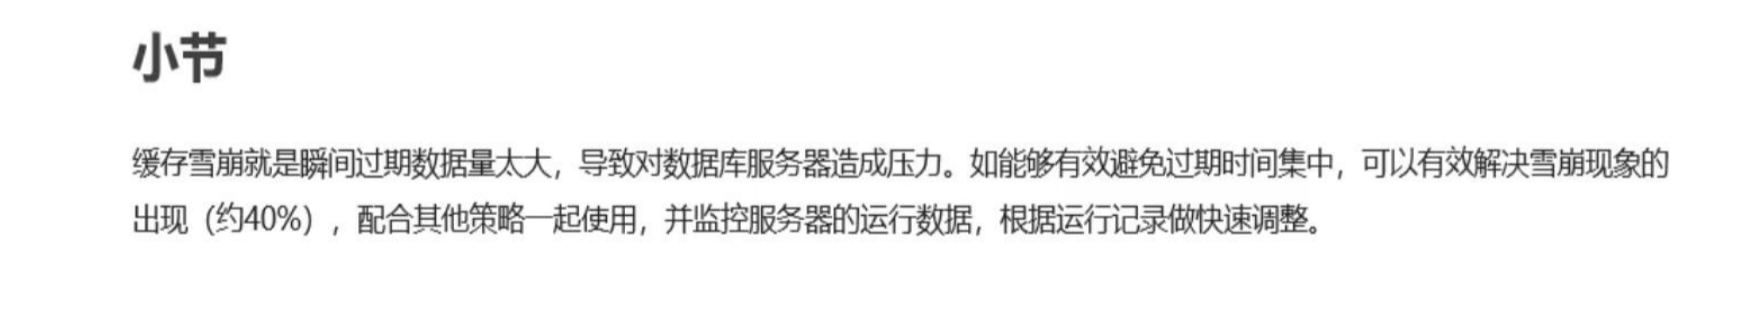 小节
缓存雪崩就是瞬间过期数据量太大，导致对数据库服务器造成压力。如能够有效避免过期时间集中，可以有效解决雪崩现象的
出现（约40%），配合其他策略一起使用，并监控服务器的运行数据，根据运行记录做快速调整。